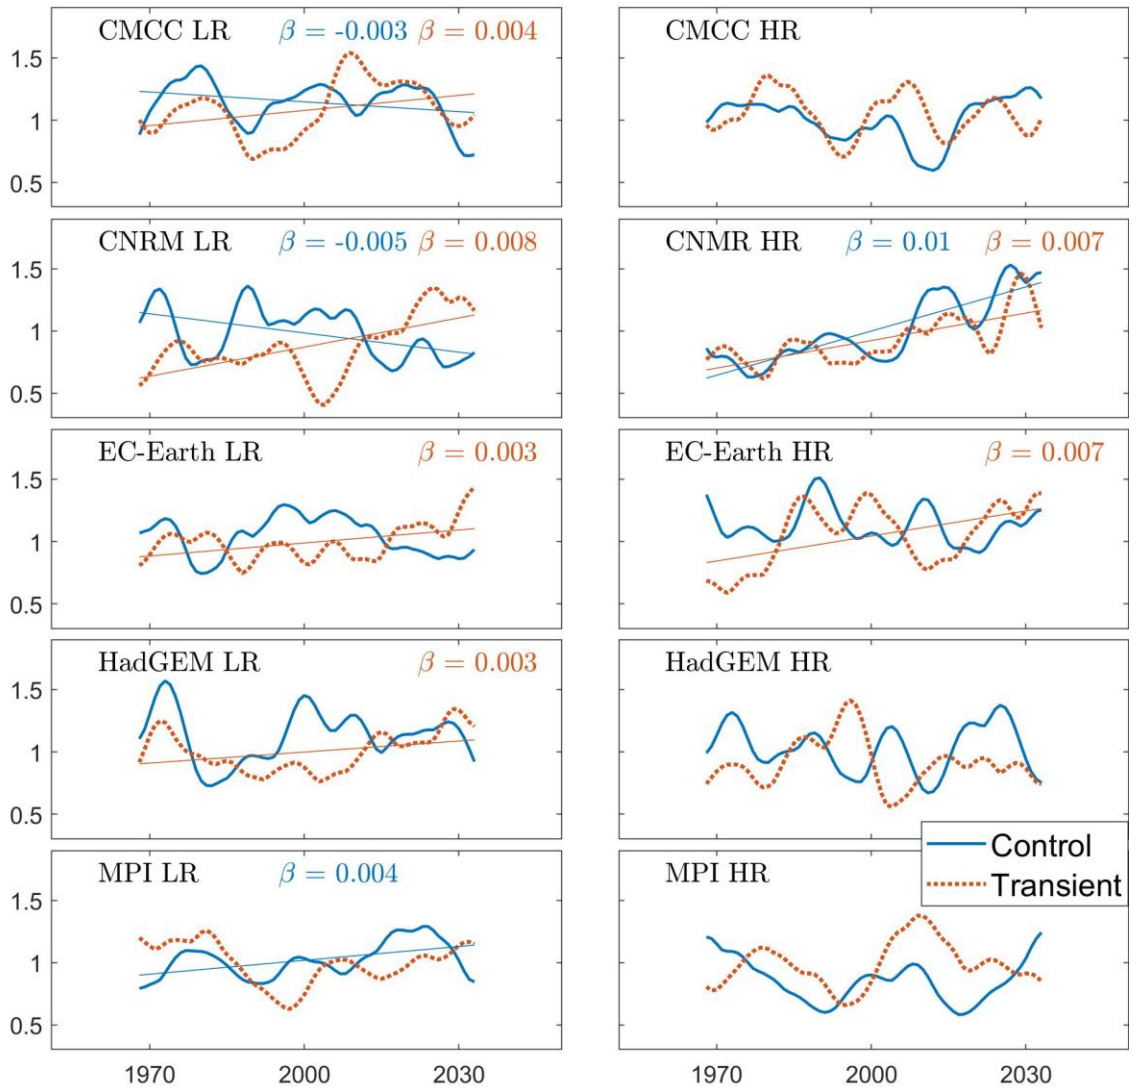 CMCC LR β = -0.003 β = 0.004
CMCC HR
1.5
1
0.5
CNRM LR β = -0.005 β = 0.008
CNMR HR β = 0.01 β = 0.007
1.5
1
0.5
EC-Earth LR β = 0.003
EC-Earth HR β = 0.007
1.5
1
0.5
HadGEM LR β = 0.003
HadGEM HR
1.5
1
0.5
Control
Transient
MPI LR β = 0.004
MPI HR
1.5
1
0.5
1970 2000 2030
1970 2000 2030